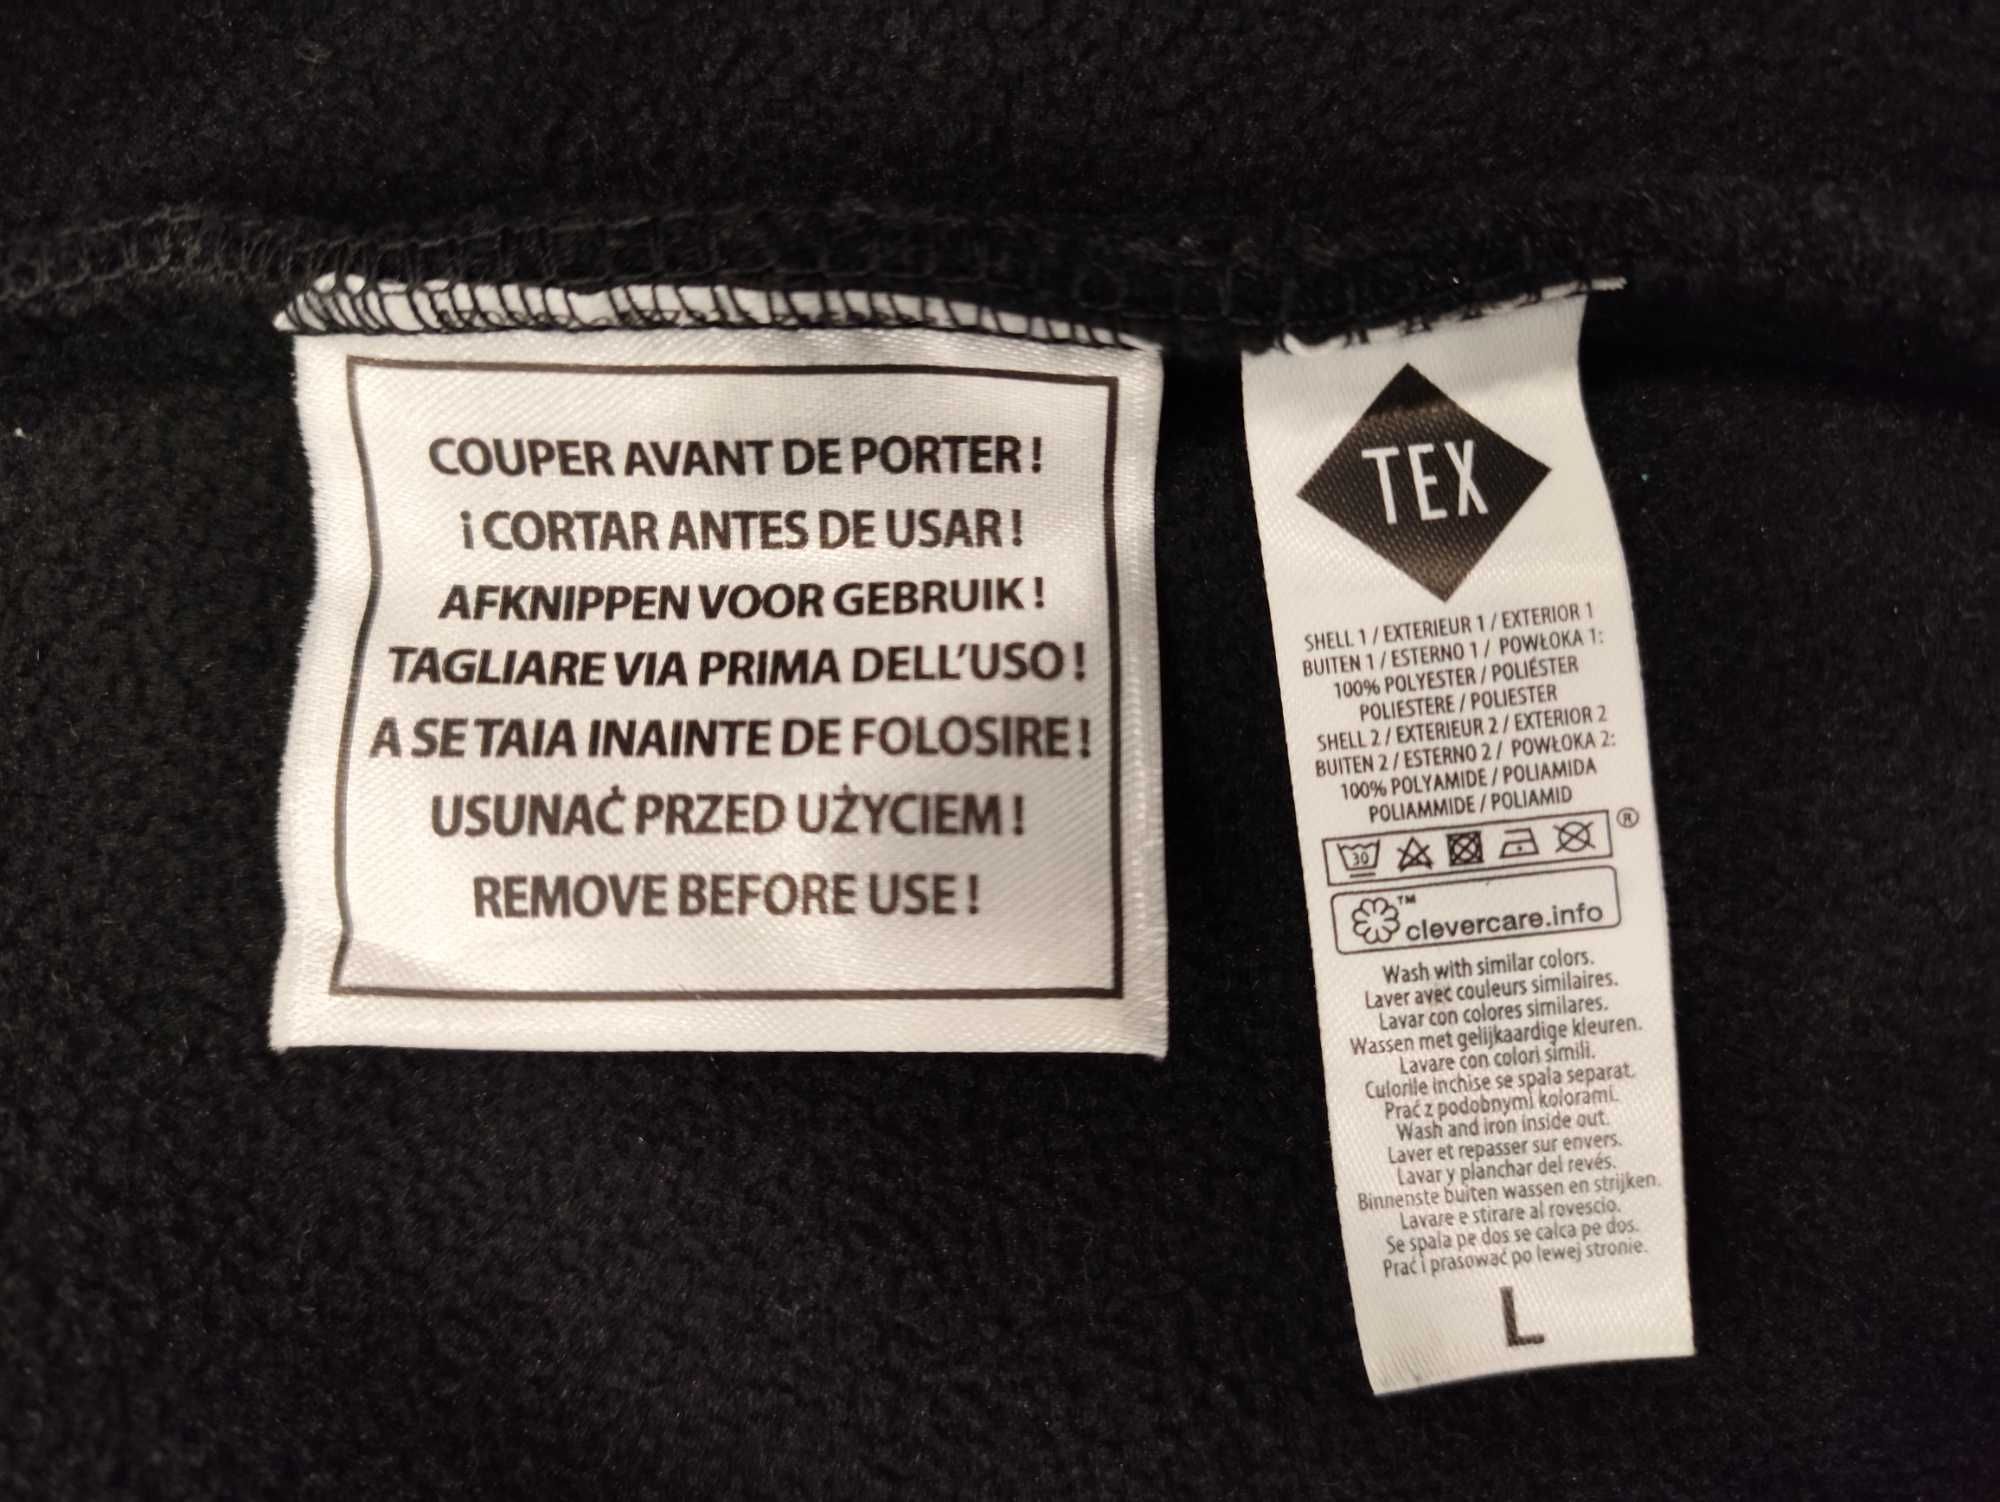 COUPER AVANT DE PORTER !
¡ CORTAR ANTES DE USAR !
AFKNIPPEN VOOR GEBRUIK !
TAGLIARE VIA PRIMA DELL’USO !
A SE TAIA INAINTE DE FOLOSIRE !
USUNAĆ PRZED UŻYCIEM !
REMOVE BEFORE USE !
TEX
SHELL 1 / EXTERIEUR 1 / EXTERIOR 1
BUITEN 1 / ESTERNO 1 / POWŁOKA 1:
100% POLYESTER / POLIÉSTER
POLIESTERE / POLIESTER
SHELL 2 / EXTERIEUR 2 / EXTERIOR 2
BUITEN 2 / ESTERNO 2 / POWŁOKA 2:
100% POLYAMIDE / POLIAMIDA
POLIAMMIDE / POLIAMID
30 ®
™ clevercare.info
Wash with similar colors.
Laver avec couleurs similaires.
Lavar con colores similares.
Wassen met gelijkaardige kleuren.
Lavare con colori simili.
Culorile inchise se spala separat.
Prać z podobnymi kolorami.
Wash and iron inside out.
Laver et repasser sur envers.
Lavar y planchar del revés.
Binnenste buiten wassen en strijken.
Lavare e stirare al rovescio.
Se spala pe dos se calca pe dos.
Prać i prasować po lewej stronie.
L